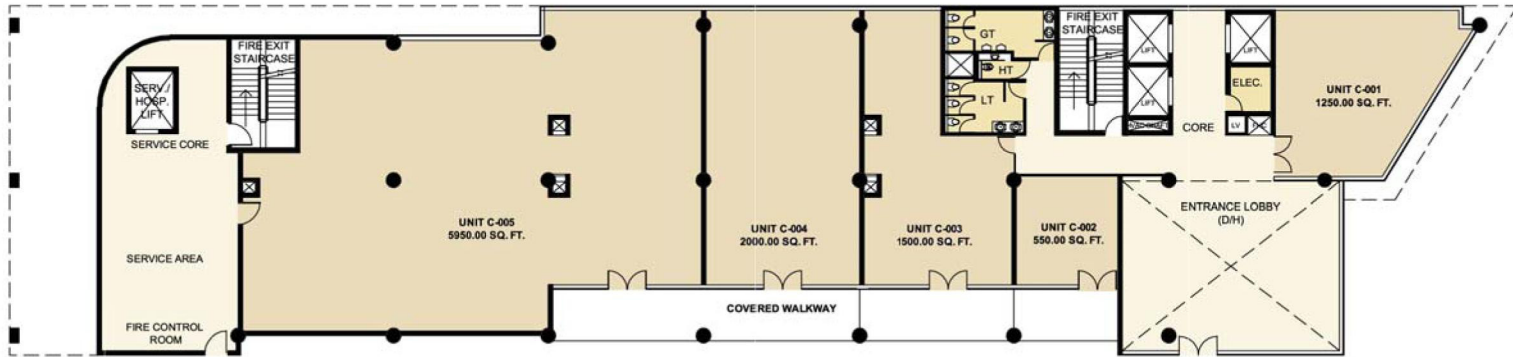 FIRE EXIT
STAIRCASE
SERV./
HOSP.
LIFT
SERVICE CORE
SERVICE AREA
FIRE CONTROL
ROOM
UNIT C-005
5950.00 SQ. FT.
UNIT C-004
2000.00 SQ. FT.
UNIT C-003
1500.00 SQ. FT.
UNIT C-002
550.00 SQ. FT.
COVERED WALKWAY
GT
HT
LT
FIRE EXIT
STAIRCASE
LIFT
LIFT
LIFT
ELEC.
LV
CORE
UNIT C-001
1250.00 SQ. FT.
ENTRANCE LOBBY
(D/H)